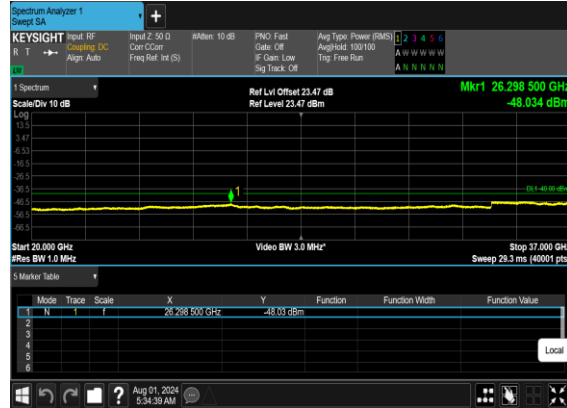 Spectrum Analyzer 1
Swept SA
+
KEYSIGHT Input: RF Input Z: 50 Ω #Atten: 10 dB PNO: Fast Avg Type: Power (RMS) 1 2 3 4 5 6
R T Coupling: DC Corr CCorr Gate: Off Avg|Hold: 100/100 A W W W W W
Align: Auto Freq Ref: Int (S) IF Gain: Low Trig: Free Run
Sig Track: Off A N N N N N
1 Spectrum Ref Lvl Offset 23.47 dB Mkr1 26.298 500 GHz
Scale/Div 10 dB Ref Level 23.47 dBm -48.034 dBm
Log
13.5
3.47
-6.53
-16.5
-26.5
-36.5 1 DL1 -40.00 dBm
-46.5
-56.5
-66.5
Start 20.000 GHz Video BW 3.0 MHz* Stop 37.000 GHz
#Res BW 1.0 MHz Sweep 29.3 ms (40001 pts)
5 Marker Table
Mode Trace Scale X Y Function Function Width Function Value
1 N 1 f 26.298 500 GHz -48.03 dBm
2
3
4
5
6
Local
? Aug 01, 2024
5:34:39 AM